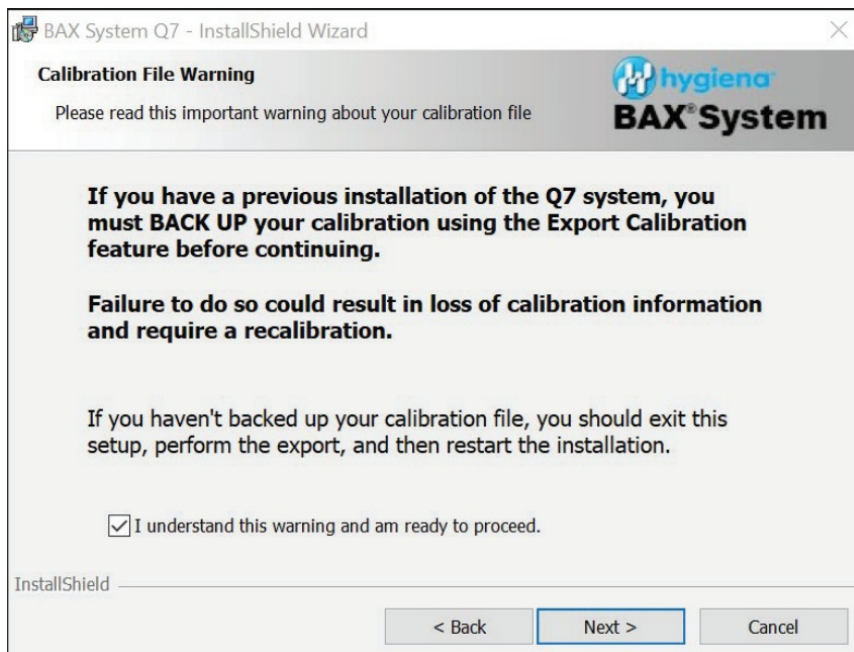 BAX System Q7 - InstallShield Wizard
Calibration File Warning
Please read this important warning about your calibration file
hygiena
BAX® System
If you have a previous installation of the Q7 system, you
must BACK UP your calibration using the Export Calibration
feature before continuing.
Failure to do so could result in loss of calibration information
and require a recalibration.
If you haven't backed up your calibration file, you should exit this
setup, perform the export, and then restart the installation.
I understand this warning and am ready to proceed.
InstallShield
< Back
Next >
Cancel